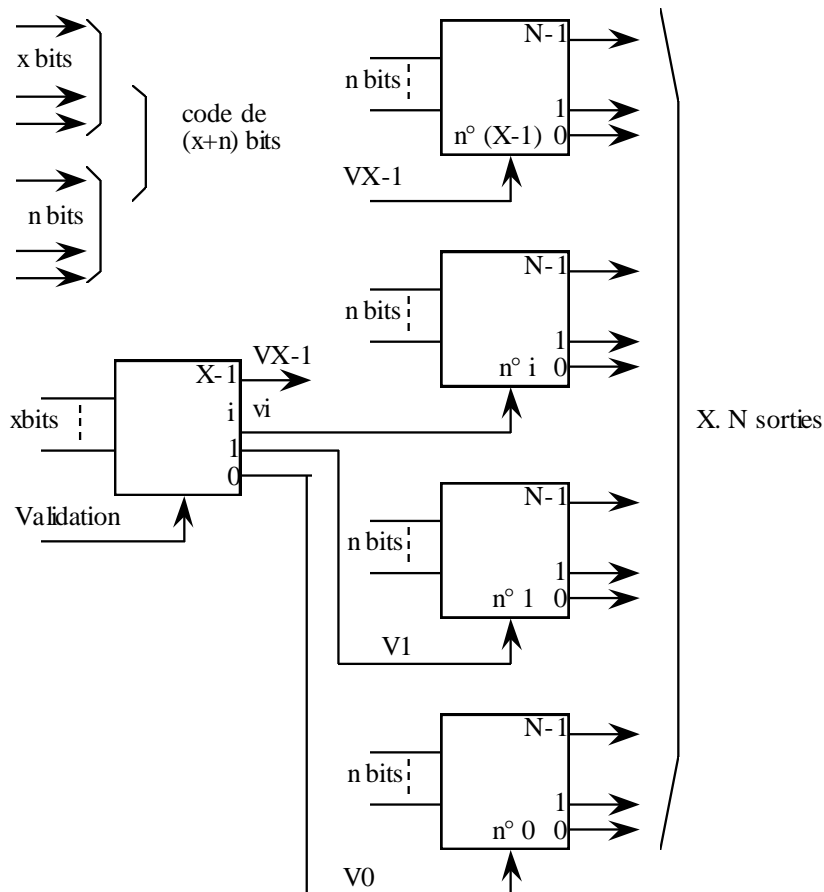 x bits
code de
(x+n) bits
n bits
N-1
n bits
1
n° (X-1) 0
VX-1
N-1
n bits
1
n° i 0
VX-1
X-1
i vi
xbits
1
0
Validation
X. N sorties
N-1
n bits
1
n° 1 0
V1
N-1
n bits
1
n° 0 0
V0